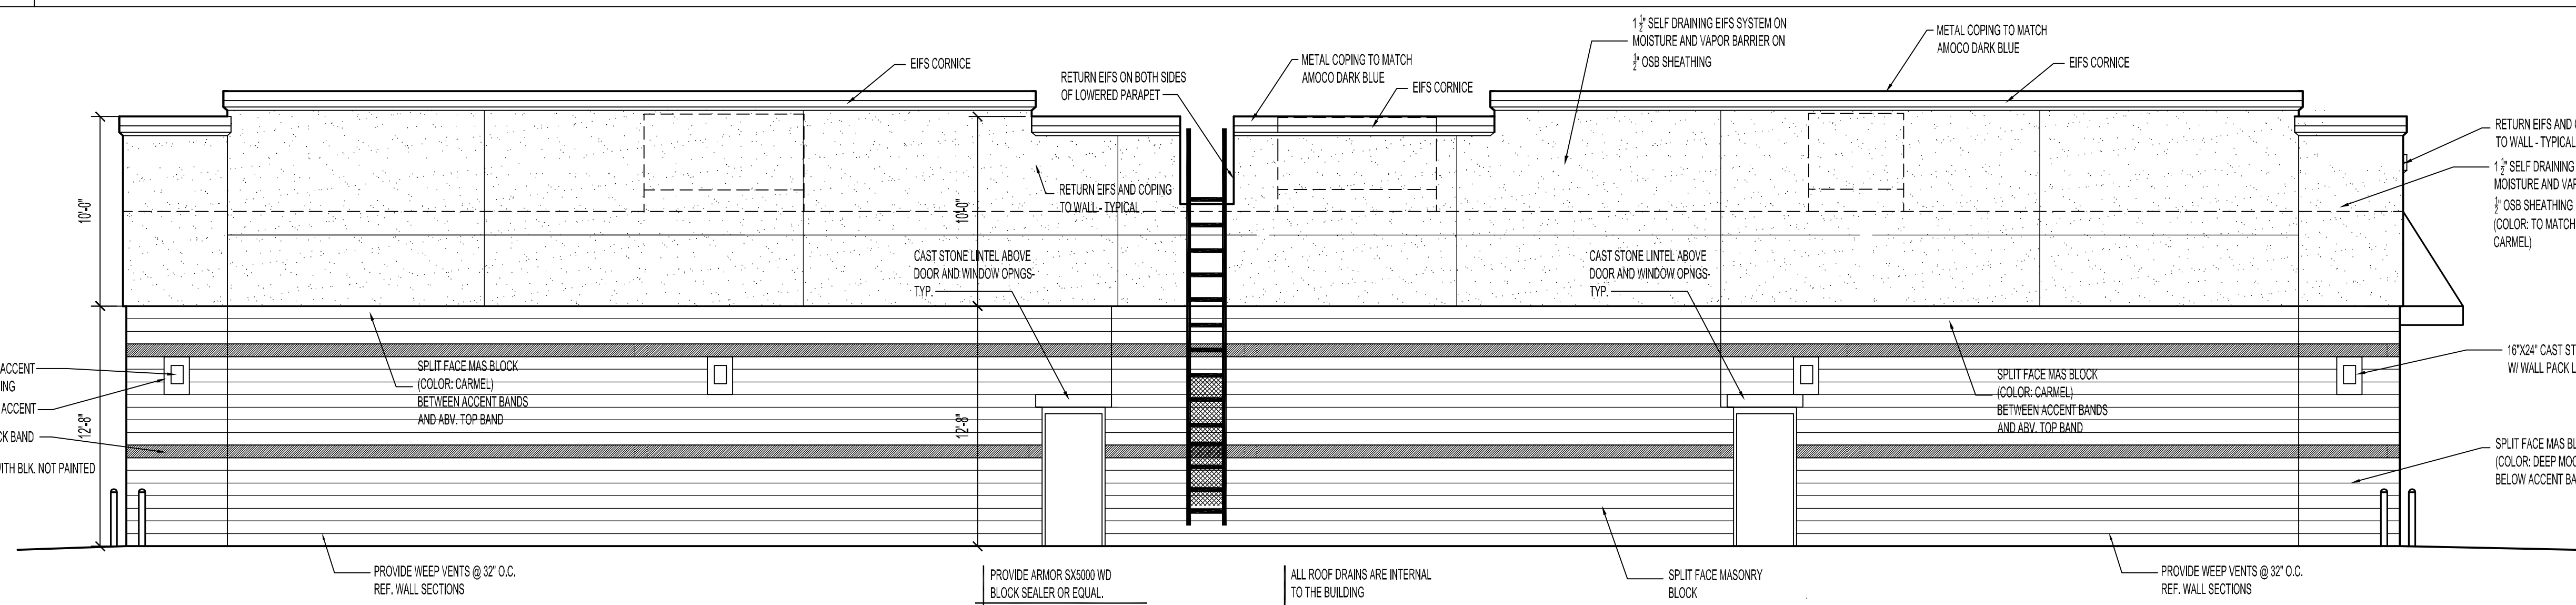 1 1/2" SELF DRAINING EIFS SYSTEM ON
MOISTURE AND VAPOR BARRIER ON
1/2" OSB SHEATHING
METAL COPING TO MATCH
AMOCO DARK BLUE
EIFS CORNICE
RETURN EIFS ON BOTH SIDES
OF LOWERED PARAPET
METAL COPING TO MATCH
AMOCO DARK BLUE
EIFS CORNICE
EIFS CORNICE
RETURN EIFS AND
TO WALL - TYPICAL
1 1/2" SELF DRAINING
MOISTURE AND VAP
1/2" OSB SHEATHING
(COLOR: TO MATCH
CARMEL)
10'-0"
10'-0"
RETURN EIFS AND COPING
TO WALL - TYPICAL
CAST STONE LINTEL ABOVE
DOOR AND WINDOW OPNGS-
TYP.
CAST STONE LINTEL ABOVE
DOOR AND WINDOW OPNGS-
TYP.
ACCENT
ING
ACCENT
CK BAND
WITH BLK. NOT PAINTED
12'-8"
12'-8"
SPLIT FACE MAS BLOCK
(COLOR: CARMEL)
BETWEEN ACCENT BANDS
AND ABV. TOP BAND
SPLIT FACE MAS BLOCK
(COLOR: CARMEL)
BETWEEN ACCENT BANDS
AND ABV. TOP BAND
16"X24" CAST ST
W/ WALL PACK L
SPLIT FACE MAS BL
(COLOR: DEEP MOC
BELOW ACCENT BA
PROVIDE WEEP VENTS @ 32" O.C.
REF. WALL SECTIONS
PROVIDE ARMOR SX5000 WD
BLOCK SEALER OR EQUAL.
ALL ROOF DRAINS ARE INTERNAL
TO THE BUILDING
SPLIT FACE MASONRY
BLOCK
PROVIDE WEEP VENTS @ 32" O.C.
REF. WALL SECTIONS